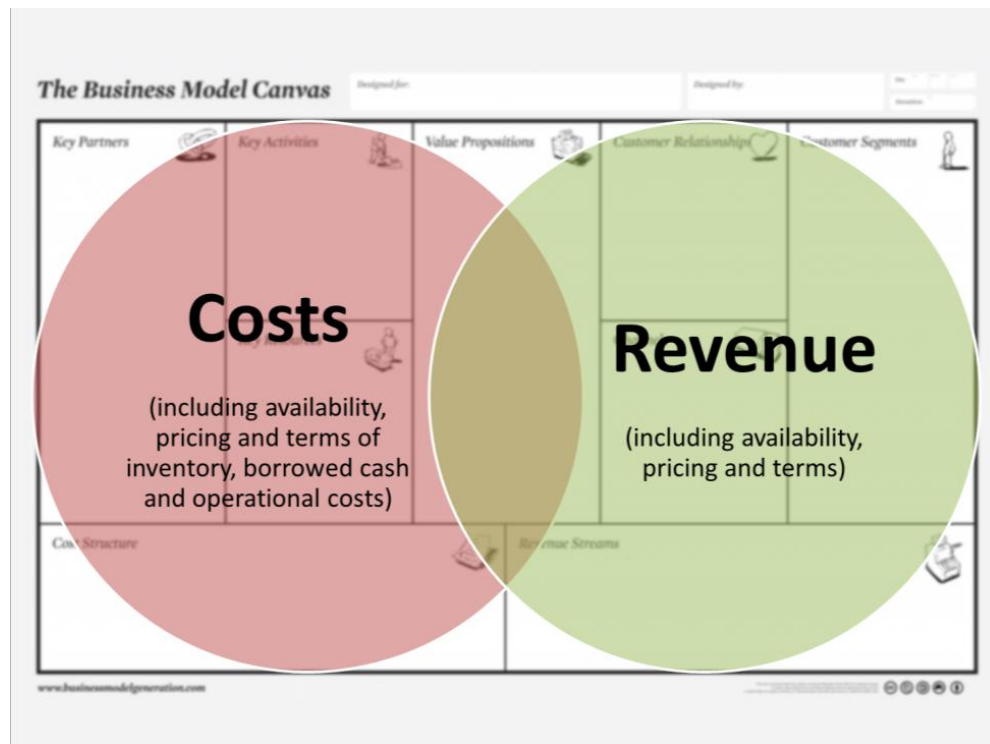 The Business Model Canvas
Designed for:
Designed by:
Key Partners
Key Activities
Value Propositions
Customer Relationships
Customer Segments
Costs
(including availability,
pricing and terms of
inventory, borrowed cash
and operational costs)
Revenue
(including availability,
pricing and terms)
Cost Structure
Revenue Streams
www.businessmodelgeneration.com